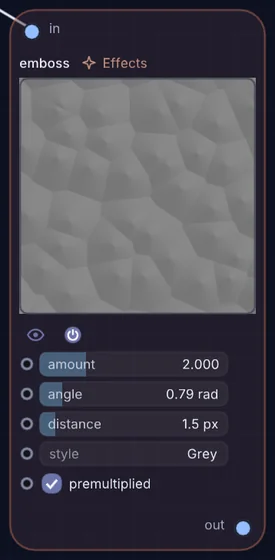 in
emboss Effects
amount 2.000
angle 0.79 rad
distance 1.5 px
style Grey
premultiplied
out